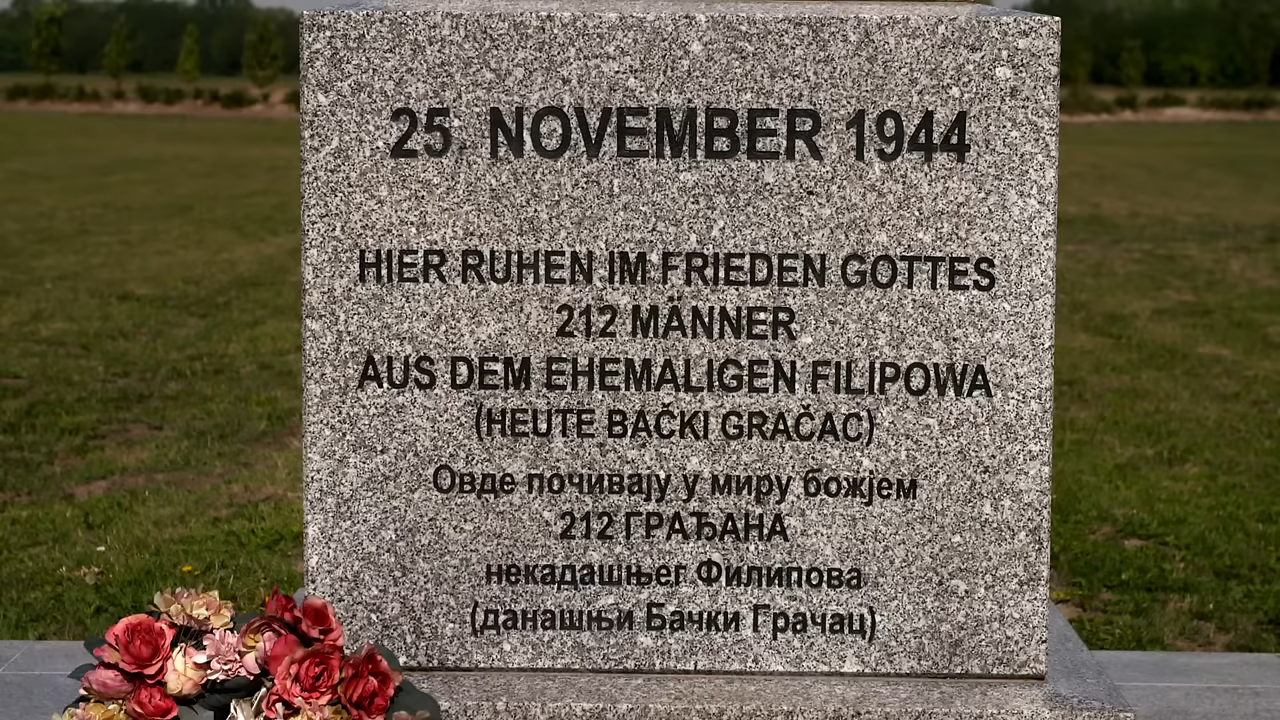 25 NOVEMBER 1944
HIER RUHEN IM FRIEDEN GOTTES
212 MÄNNER
AUS DEM EHEMALIGEN FILIPOWA
(HEUTE BAČKI GRAČAC)
Овде почивају у миру божјем
212 ГРАЂАНА
некадашњег Филипова
(данашњи Бачки Грачац)